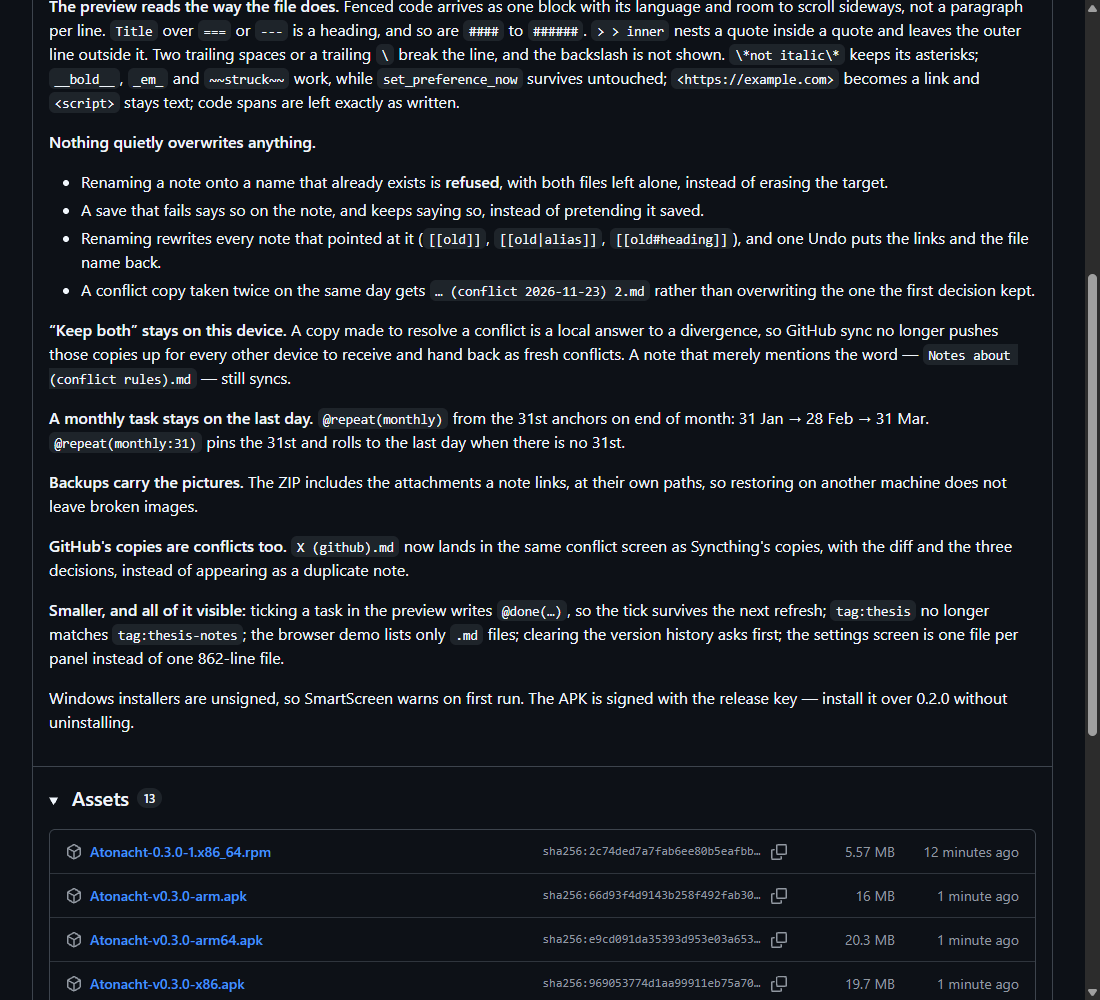 The preview reads the way the file does. Fenced code arrives as one block with its language and room to scroll sideways, not a paragraph
per line. Title over === or --- is a heading, and so are #### to ######. > > inner nests a quote inside a quote and leaves the outer
line outside it. Two trailing spaces or a trailing \ break the line, and the backslash is not shown. \*not italic\* keeps its asterisks;
__bold__, _em_ and ~~struck~~ work, while set_preference_now survives untouched; <https://example.com> becomes a link and
<script> stays text; code spans are left exactly as written.
Nothing quietly overwrites anything.
• Renaming a note onto a name that already exists is refused, with both files left alone, instead of erasing the target.
• A save that fails says so on the note, and keeps saying so, instead of pretending it saved.
• Renaming rewrites every note that pointed at it ([[old]], [[old|alias]], [[old#heading]]), and one Undo puts the links and the file
name back.
• A conflict copy taken twice on the same day gets … (conflict 2026-11-23) 2.md rather than overwriting the one the first decision kept.
“Keep both” stays on this device. A copy made to resolve a conflict is a local answer to a divergence, so GitHub sync no longer pushes
those copies up for every other device to receive and hand back as fresh conflicts. A note that merely mentions the word — Notes about
(conflict rules).md — still syncs.
A monthly task stays on the last day. @repeat(monthly) from the 31st anchors on end of month: 31 Jan → 28 Feb → 31 Mar.
@repeat(monthly:31) pins the 31st and rolls to the last day when there is no 31st.
Backups carry the pictures. The ZIP includes the attachments a note links, at their own paths, so restoring on another machine does not
leave broken images.
GitHub's copies are conflicts too. X (github).md now lands in the same conflict screen as Syncthing's copies, with the diff and the three
decisions, instead of appearing as a duplicate note.
Smaller, and all of it visible: ticking a task in the preview writes @done(…), so the tick survives the next refresh; tag:thesis no longer
matches tag:thesis-notes; the browser demo lists only .md files; clearing the version history asks first; the settings screen is one file per
panel instead of one 862-line file.
Windows installers are unsigned, so SmartScreen warns on first run. The APK is signed with the release key — install it over 0.2.0 without
uninstalling.
Assets 13
Atonacht-0.3.0-1.x86_64.rpm sha256:2c74ded7a7fab6ee80b5eafbb… 5.57 MB 12 minutes ago
Atonacht-v0.3.0-arm.apk sha256:66d93f4d9143b258f492fab30… 16 MB 1 minute ago
Atonacht-v0.3.0-arm64.apk sha256:e9cd091da35393d953e03a653… 20.3 MB 1 minute ago
Atonacht-v0.3.0-x86.apk sha256:969053774d1aa99911eb75a70… 19.7 MB 1 minute ago